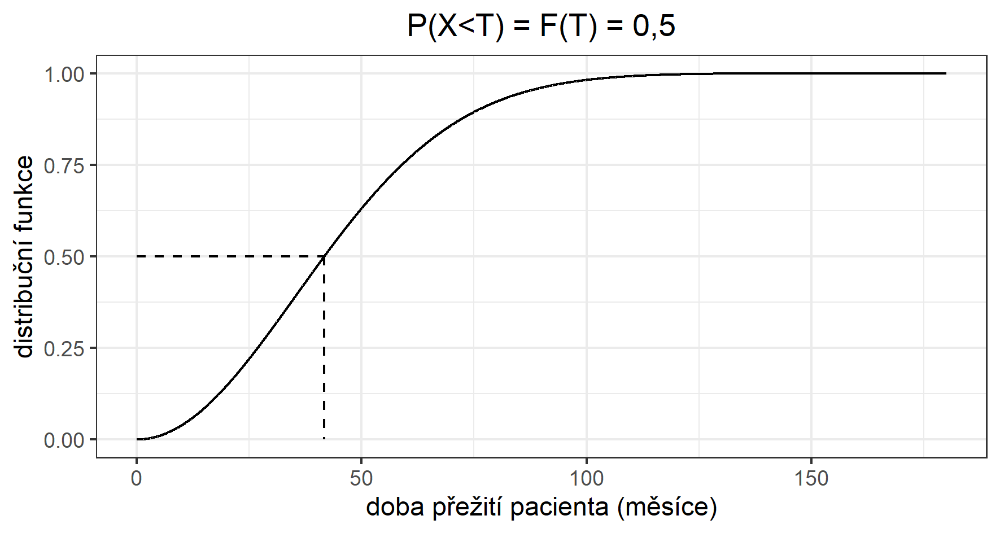 P(X<T) = F(T) = 0,5
distribuční funkce
1.00
0.75
0.50
0.25
0.00
0 50 100 150
doba přežití pacienta (měsíce)